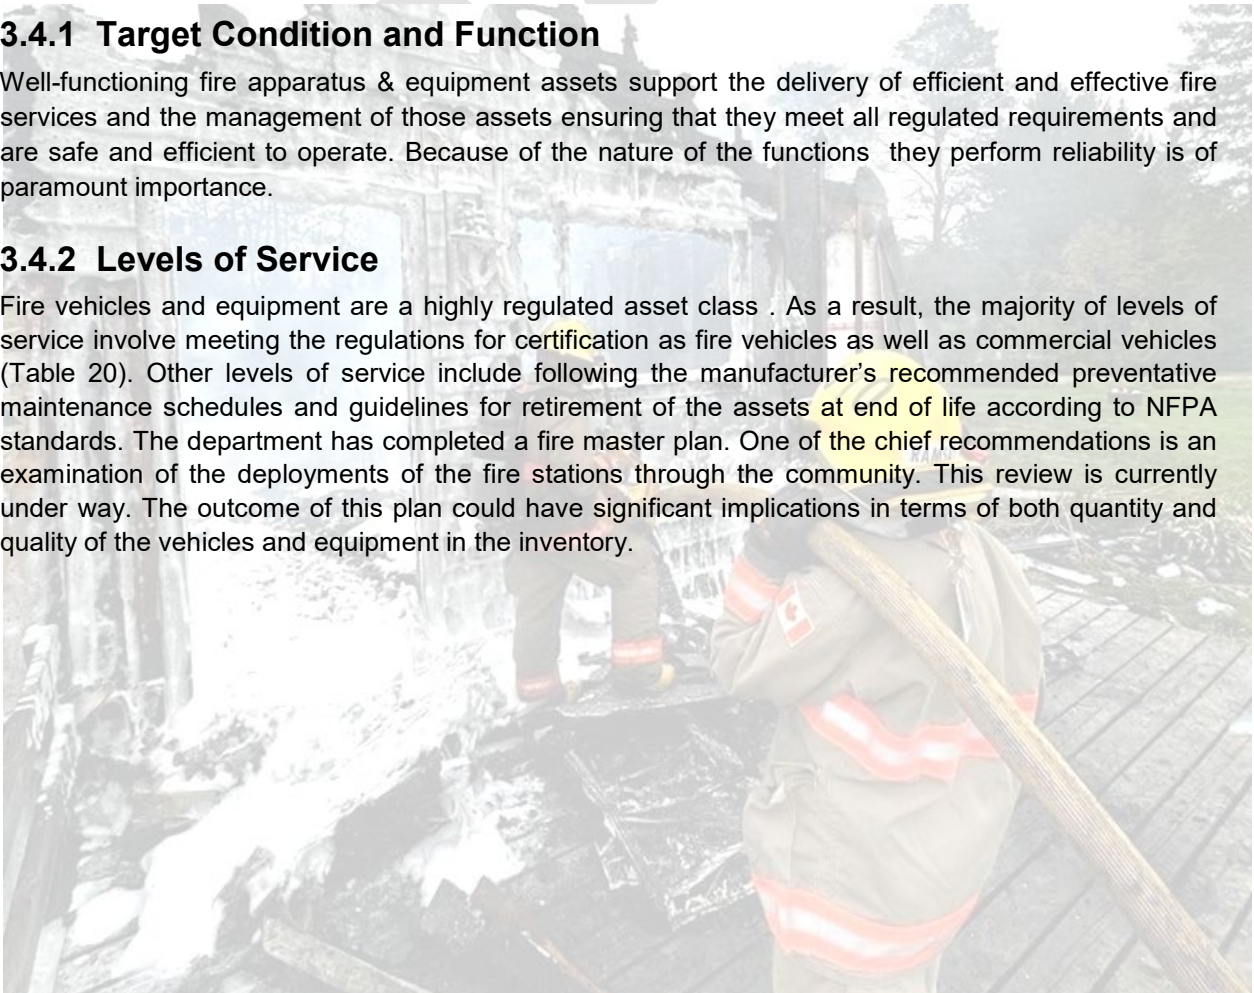 3.4.1 Target Condition and Function
Well-functioning fire apparatus & equipment assets support the delivery of efficient and effective fire
services and the management of those assets ensuring that they meet all regulated requirements and
are safe and efficient to operate. Because of the nature of the functions they perform reliability is of
paramount importance.
3.4.2 Levels of Service
Fire vehicles and equipment are a highly regulated asset class . As a result, the majority of levels of
service involve meeting the regulations for certification as fire vehicles as well as commercial vehicles
(Table 20). Other levels of service include following the manufacturer’s recommended preventative
maintenance schedules and guidelines for retirement of the assets at end of life according to NFPA
standards. The department has completed a fire master plan. One of the chief recommendations is an
examination of the deployments of the fire stations through the community. This review is currently
under way. The outcome of this plan could have significant implications in terms of both quantity and
quality of the vehicles and equipment in the inventory.